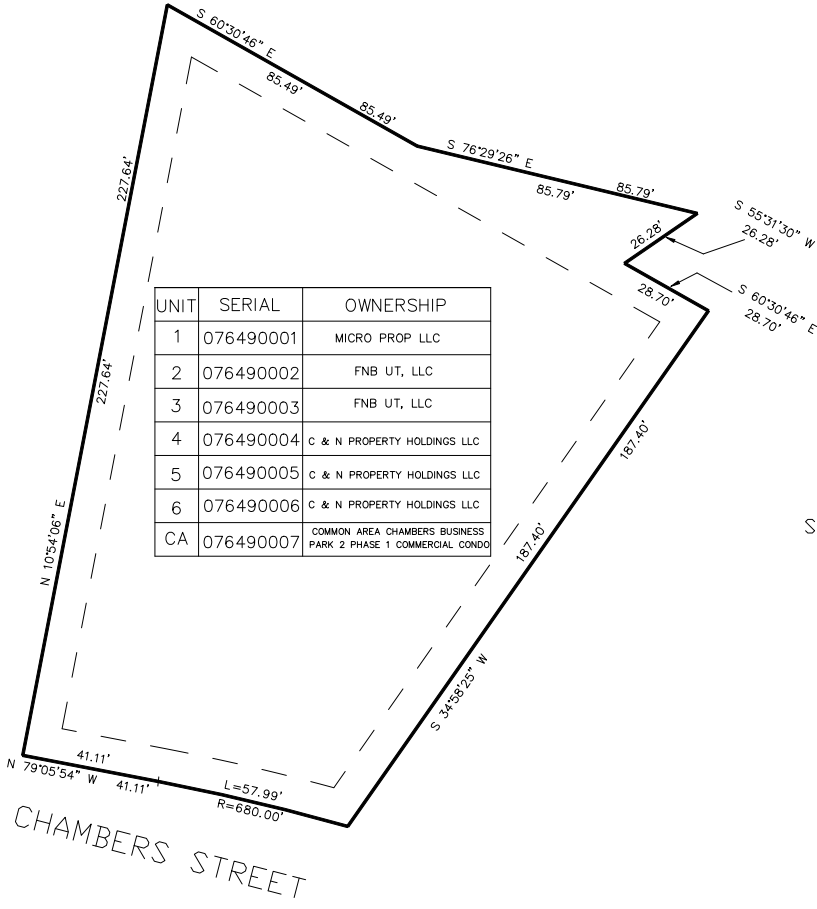 S 60°30'46" E
85.49'
85.49'
S 76°29'26" E
85.79'
85.79'
S 55°31'30" W
26.28'
26.28'
28.70'
S 60°30'46" E
28.70'
227.64'
227.64'
N 10°54'06" E
UNIT SERIAL OWNERSHIP
1 076490001 MICRO PROP LLC
2 076490002 FNB UT, LLC
3 076490003 FNB UT, LLC
4 076490004 C & N PROPERTY HOLDINGS LLC
5 076490005 C & N PROPERTY HOLDINGS LLC
6 076490006 C & N PROPERTY HOLDINGS LLC
CA 076490007 COMMON AREA CHAMBERS BUSINESS
PARK 2 PHASE 1 COMMERCIAL CONDO
187.40'
187.40'
S 34°58'25" W
S
41.11'
N 79°05'54" W 41.11'
L=57.99'
R=680.00'
CHAMBERS STREET